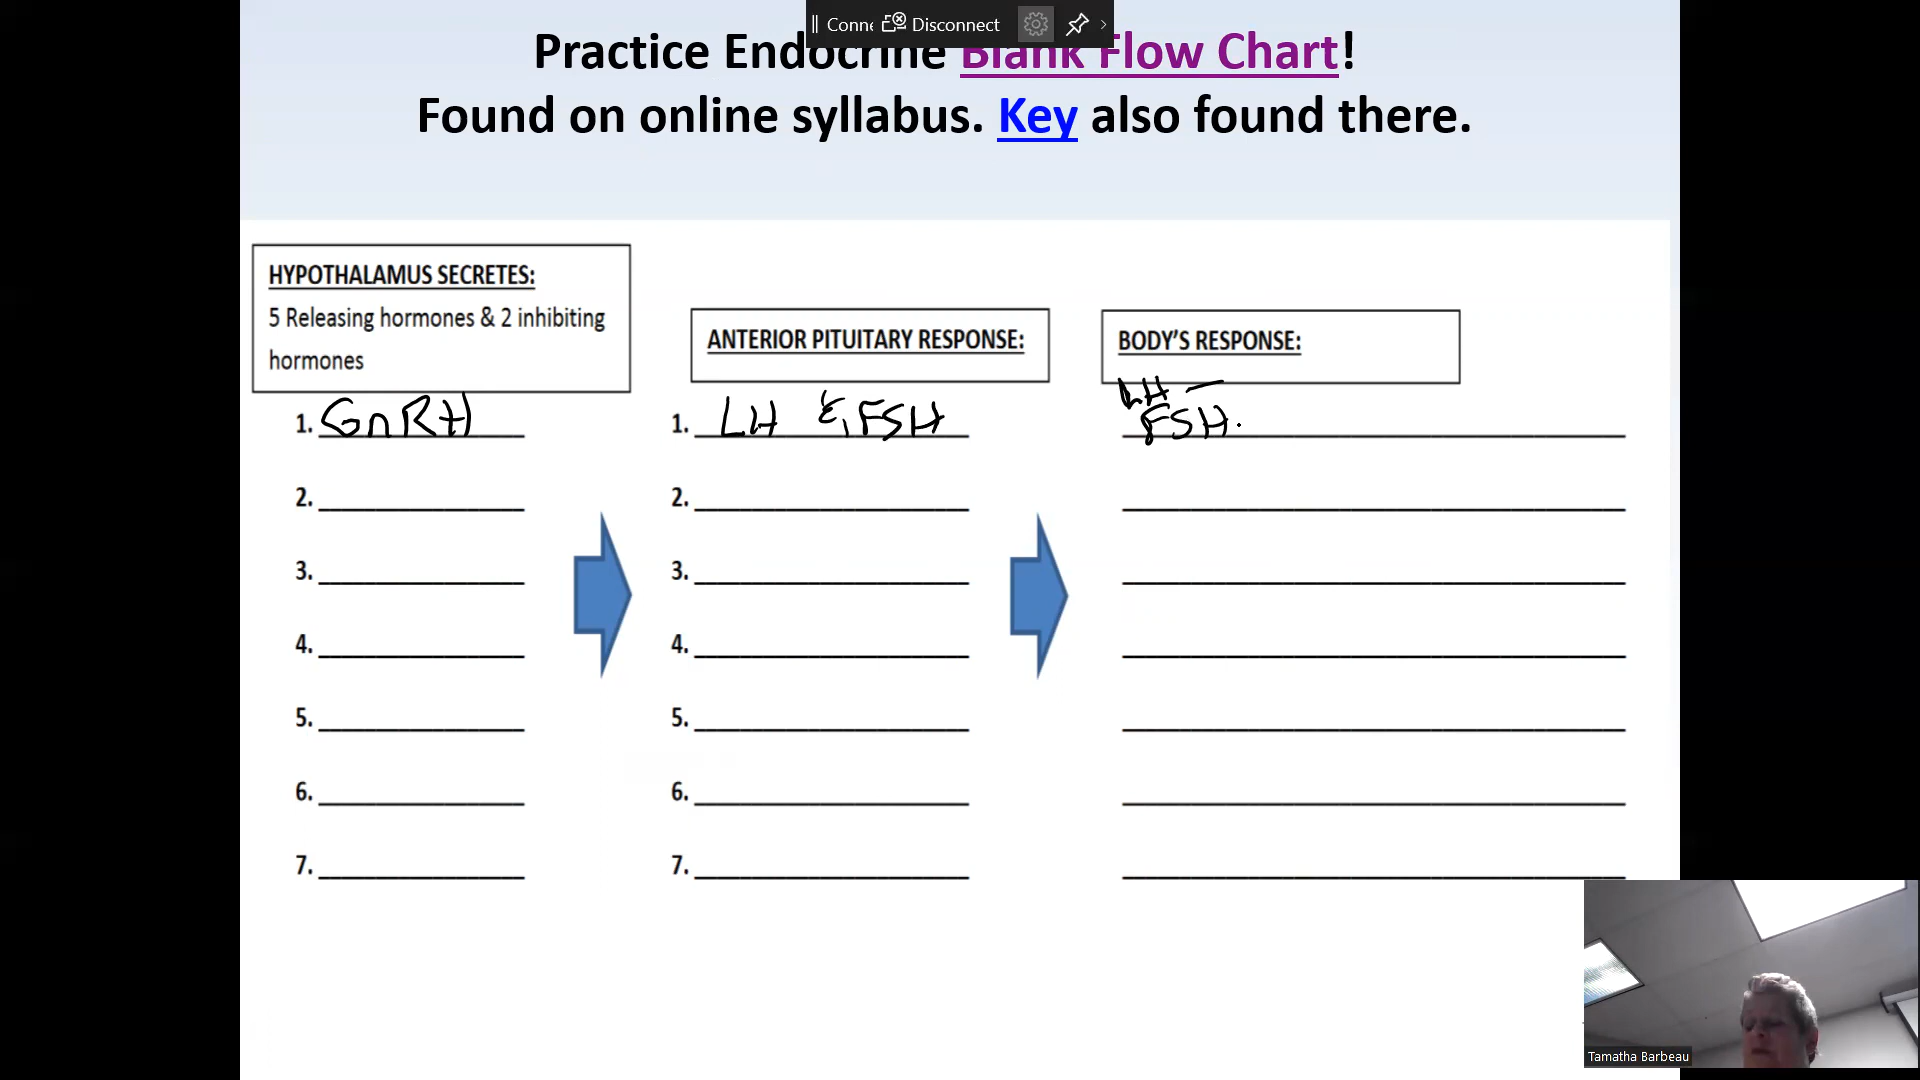 Conne Disconnect
Practice Endocrine Blank Flow Chart!
Found on online syllabus. Key also found there.
HYPOTHALAMUS SECRETES:
5 Releasing hormones & 2 inhibiting
hormones
ANTERIOR PITUITARY RESPONSE:
BODY'S RESPONSE:
1. GnRH
1. LH & FSH
LH —
FSH.
2.
2.
3.
3.
4.
4.
5.
5.
6.
6.
7.
7.
Tamatha Barbeau